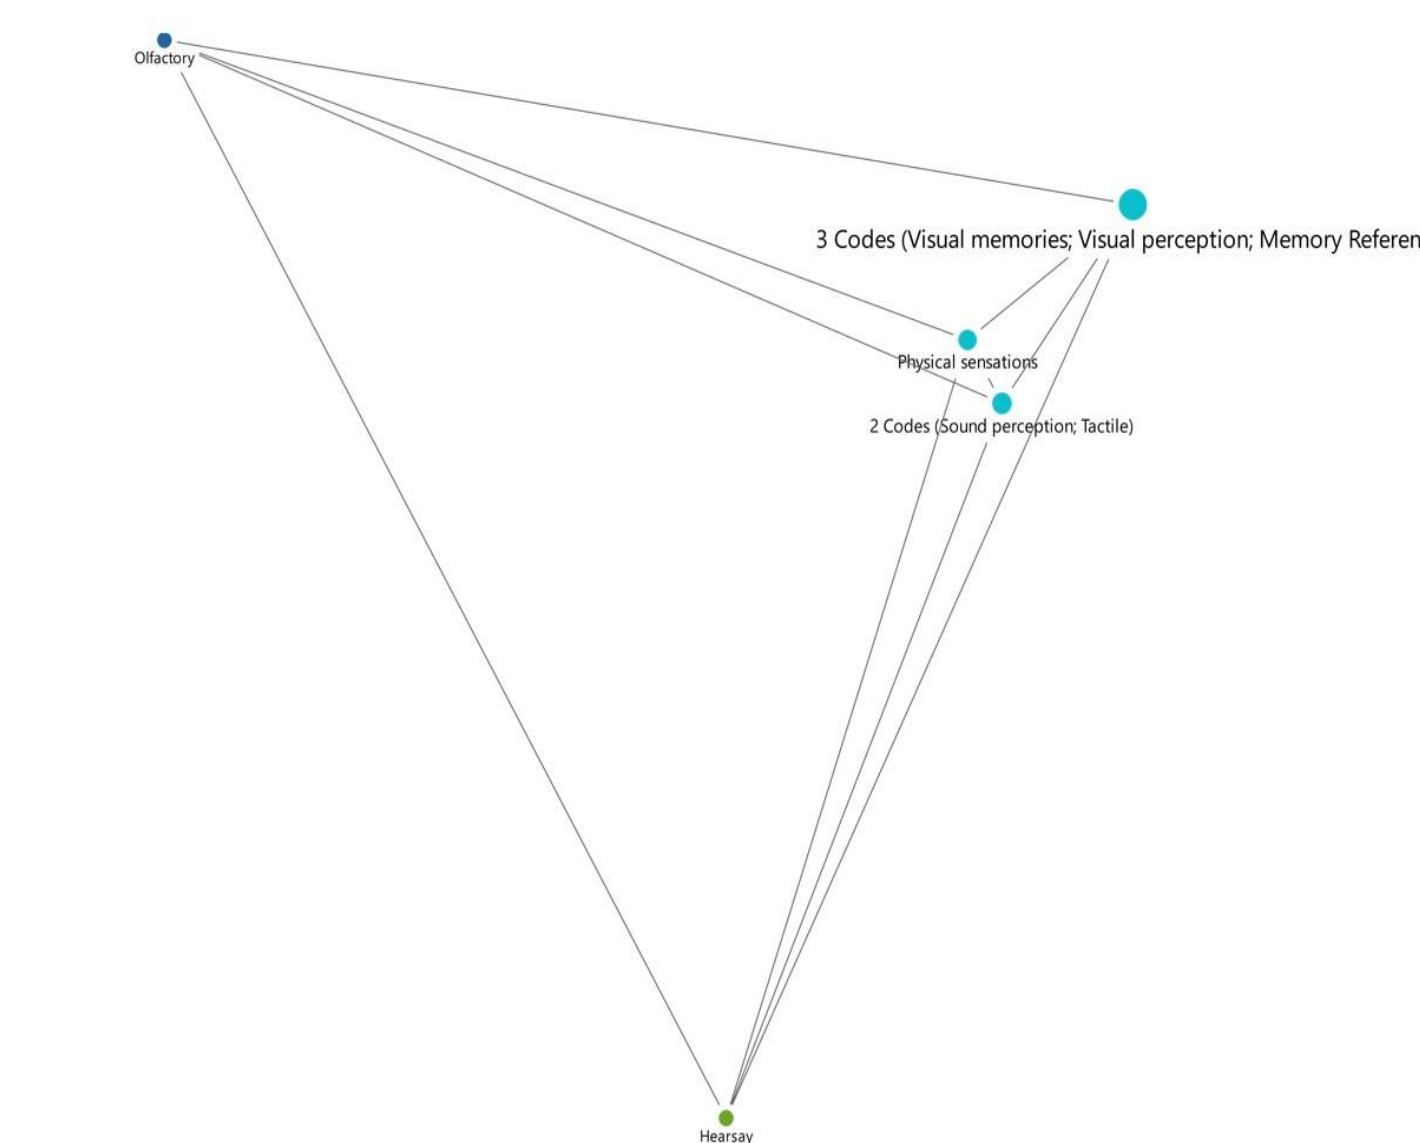 Olfactory
3 Codes (Visual memories; Visual perception; Memory Referen
Physical sensations
2 Codes (Sound perception; Tactile)
Hearsay